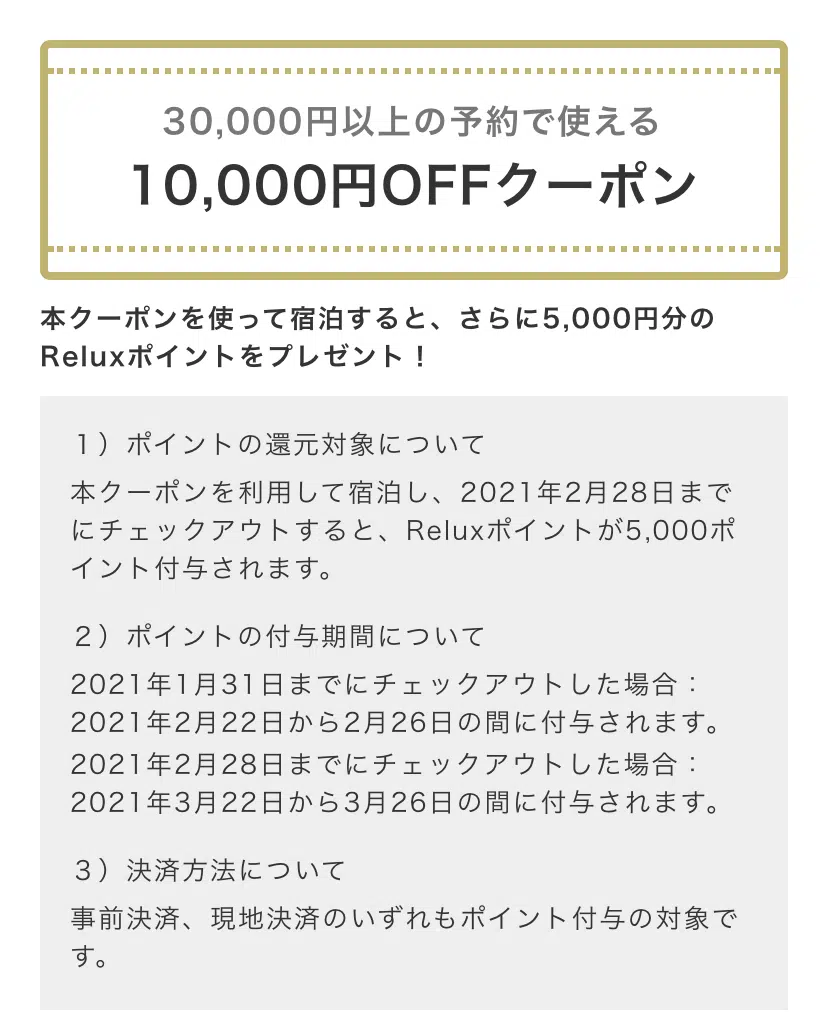 30,000円以上の予約で使える
10,000円OFFクーポン
本クーポンを使って宿泊すると、さらに5,000円分の
Reluxポイントをプレゼント！
１）ポイントの還元対象について
本クーポンを利用して宿泊し、2021年2月28日まで
にチェックアウトすると、Reluxポイントが5,000ポ
イント付与されます。
２）ポイントの付与期間について
2021年1月31日までにチェックアウトした場合：
2021年2月22日から2月26日の間に付与されます。
2021年2月28日までにチェックアウトした場合：
2021年3月22日から3月26日の間に付与されます。
３）決済方法について
事前決済、現地決済のいずれもポイント付与の対象で
す。